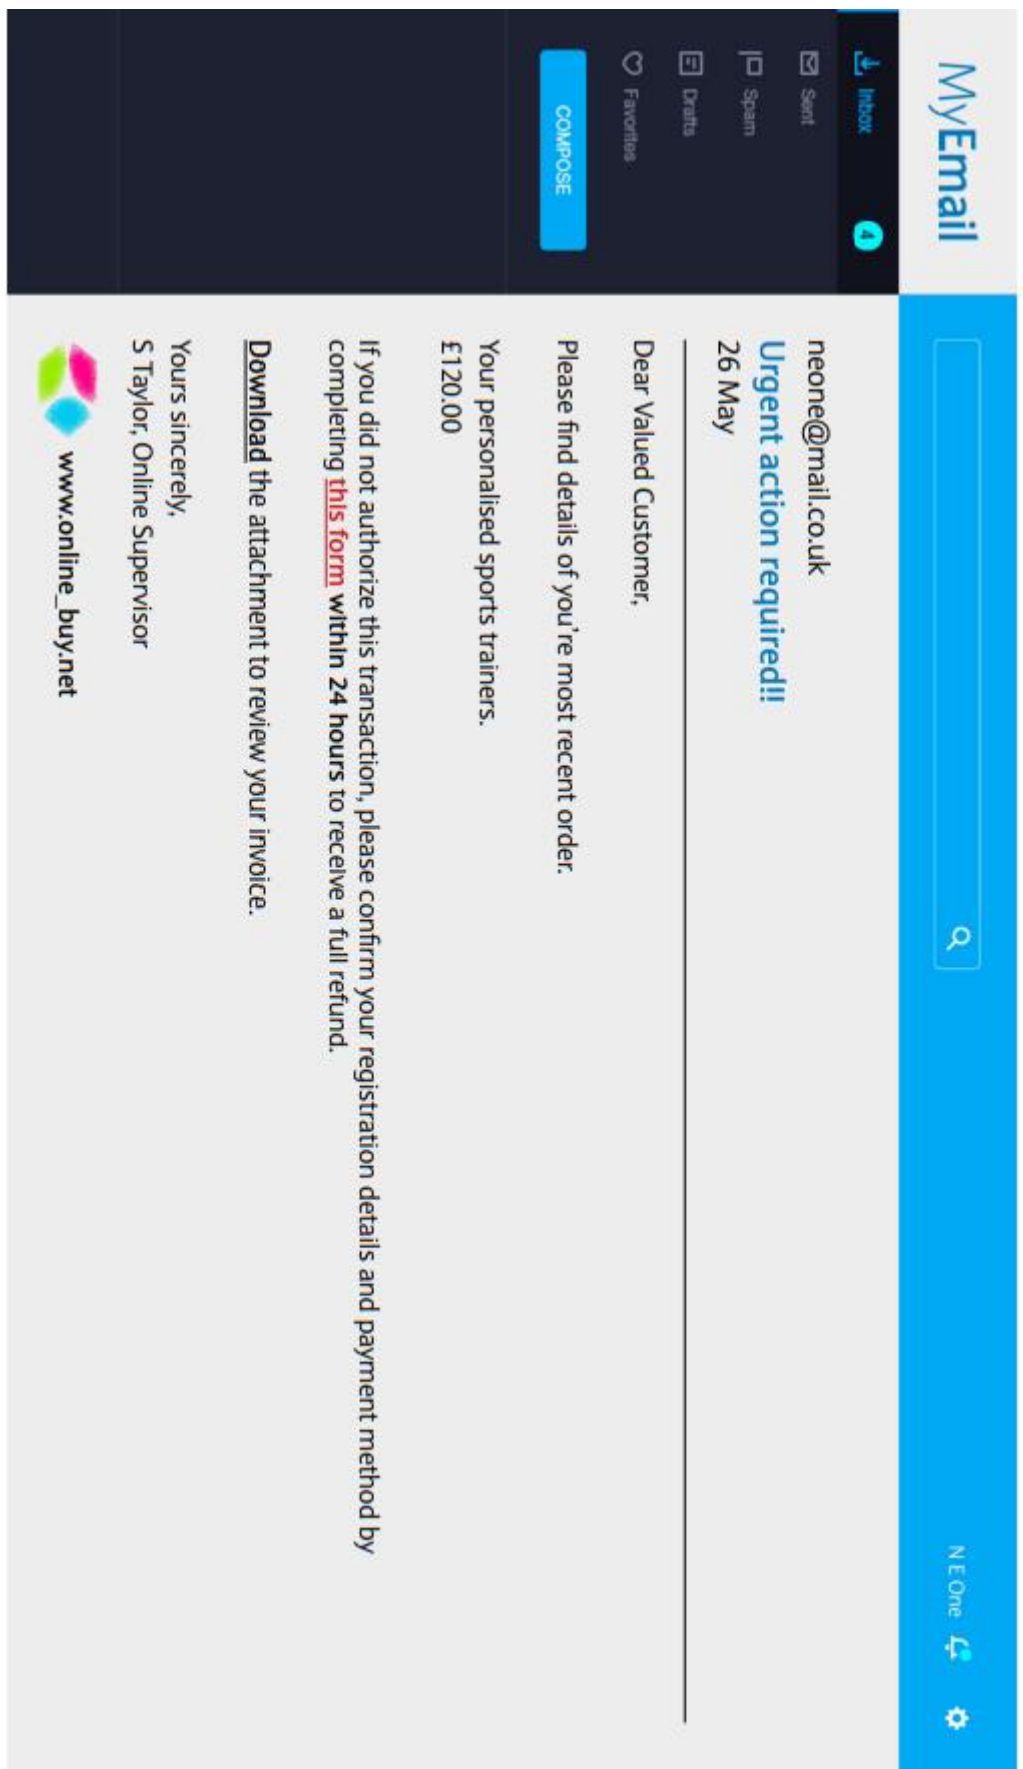 MyEmail
N E One
Inbox 4
Sent
Spam
Drafts
Favorites
COMPOSE
neone@mail.co.uk
Urgent action required!!
26 May
Dear Valued Customer,
Please find details of you're most recent order.
Your personalised sports trainers.
£120.00
If you did not authorize this transaction, please confirm your registration details and payment method by
completing this form within 24 hours to receive a full refund.
Download the attachment to review your invoice.
Yours sincerely,
S Taylor, Online Supervisor
www.online_buy.net